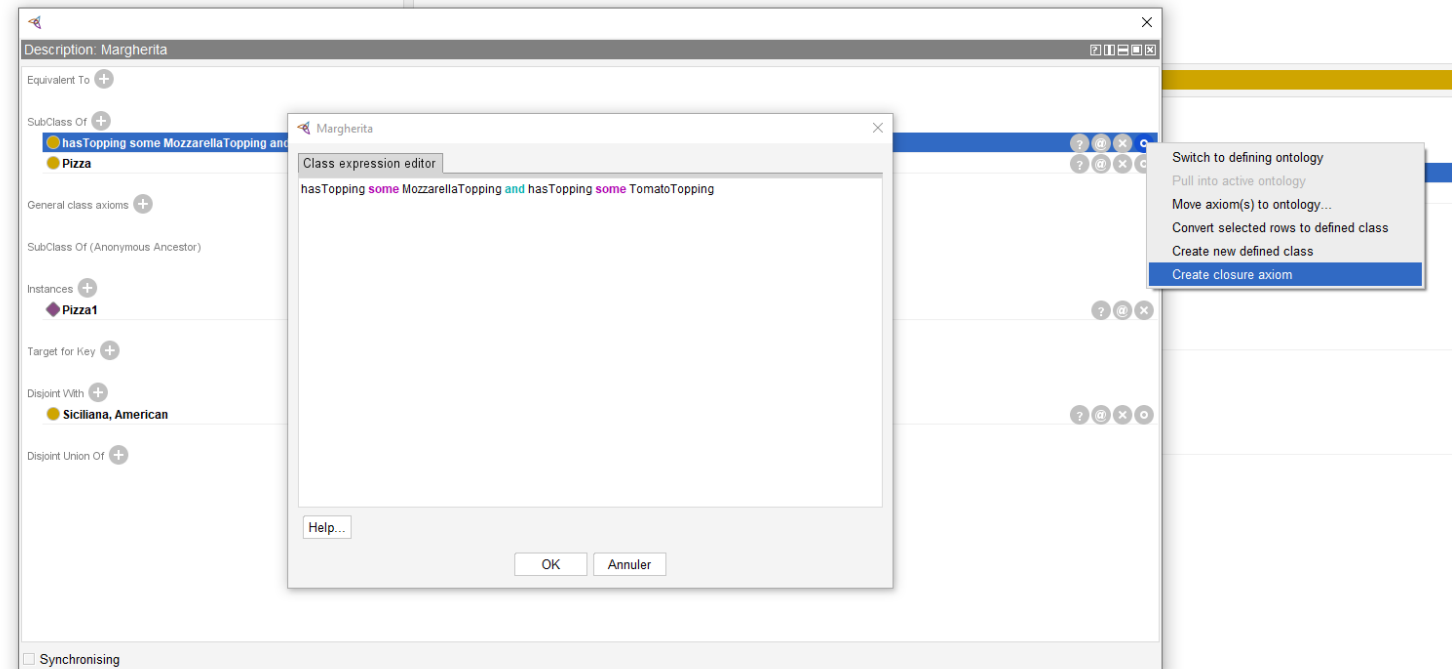 Description: Margherita
Equivalent To
SubClass Of
hasTopping some MozzarellaTopping and
Pizza
General class axioms
SubClass Of (Anonymous Ancestor)
Instances
Pizza1
Target for Key
Disjoint With
Siciliana, American
Disjoint Union Of
Synchronising
Margherita
Class expression editor
hasTopping some MozzarellaTopping and hasTopping some TomatoTopping
Help...
OK Annuler
Switch to defining ontology
Pull into active ontology
Move axiom(s) to ontology...
Convert selected rows to defined class
Create new defined class
Create closure axiom